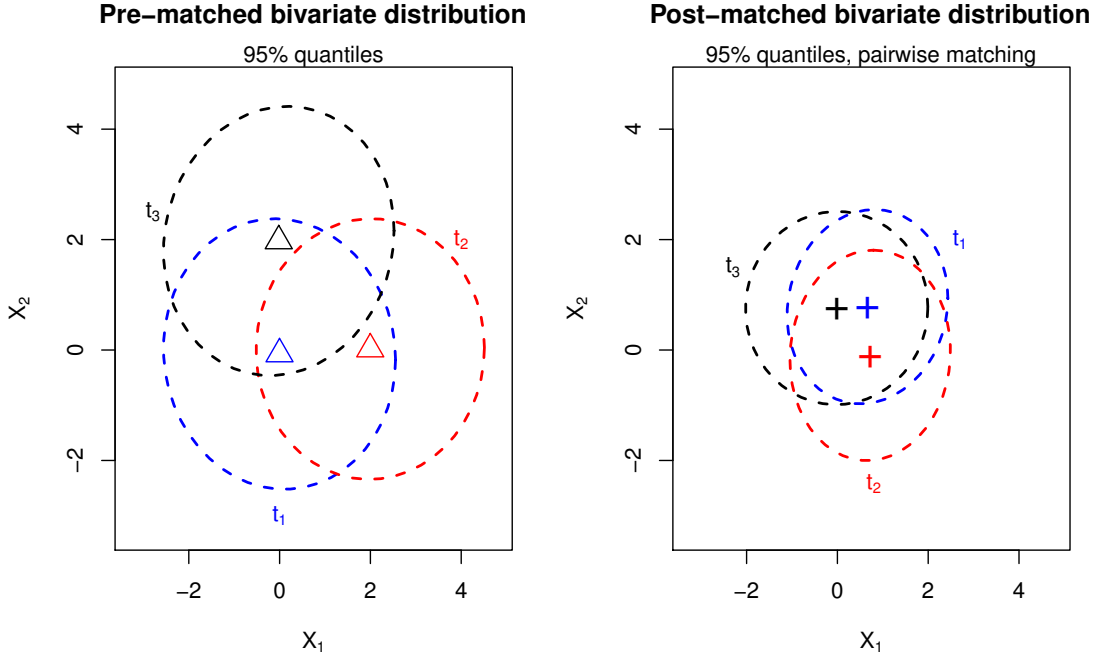 Pre−matched bivariate distribution
95% quantiles
4
2
0
−2
X₂
t₃
t₂
t₁
−2 0 2 4
X₁
Post−matched bivariate distribution
95% quantiles, pairwise matching
4
2
0
−2
X₂
t₃
t₁
t₂
−2 0 2 4
X₁